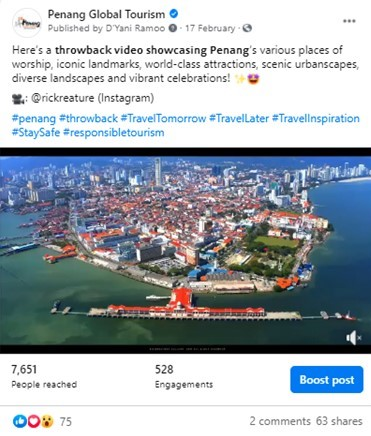 Penang Global Tourism
Published by D'Yani Ramoo · 17 February ·
Here's a throwback video showcasing Penang's various places of
worship, iconic landmarks, world-class attractions, scenic urbanscapes,
diverse landscapes and vibrant celebrations! ✨🤩
🎥: @rickreature (Instagram)
#penang #throwback #TravelTomorrow #TravelLater #TravelInspiration
#StaySafe #responsibletourism
7,651
People reached
528
Engagements
Boost post
75
2 comments 63 shares